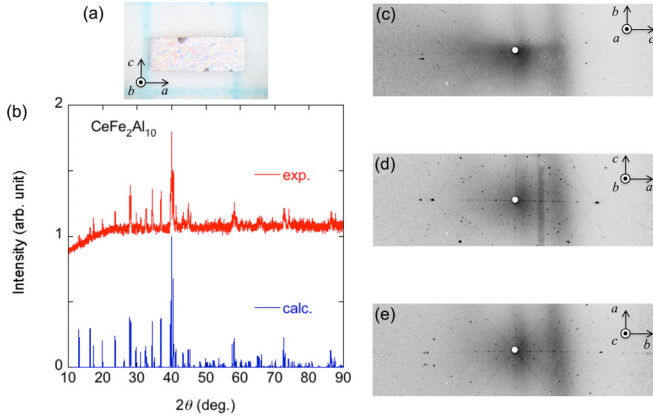 (a)
c
b
a
(b)
CeFe₂Al₁₀
exp.
calc.
Intensity (arb. unit)
2
1
0
10 20 30 40 50 60 70 80 90
2θ (deg.)
(c)
b
a
c
(d)
c
b
a
(e)
a
c
b